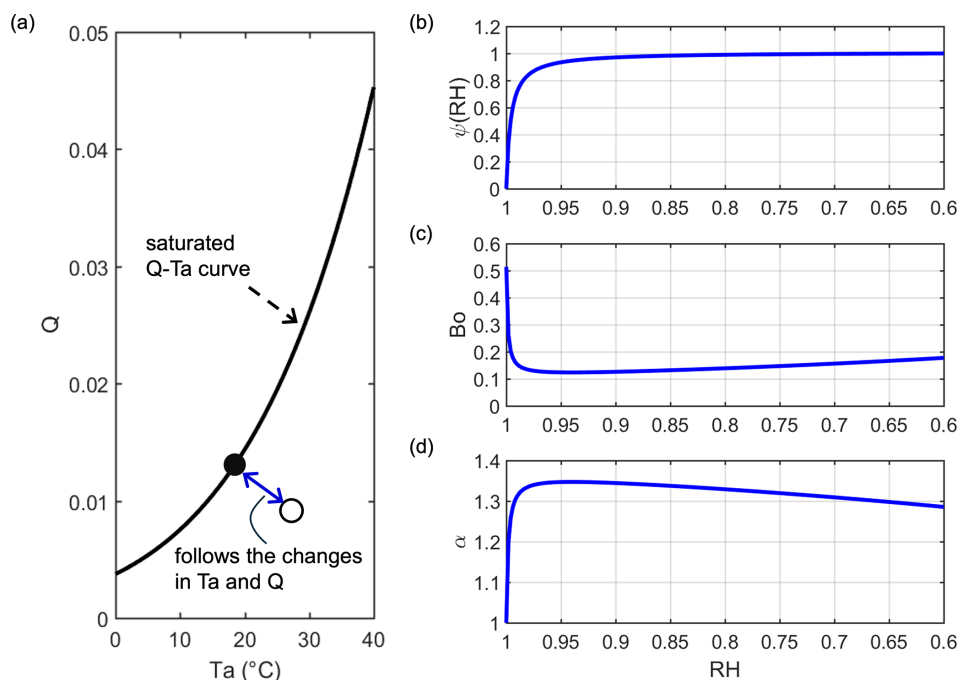 (a)
0.05
0.04
0.03
0.02
0.01
0
Q
saturated
Q-Ta curve
follows the changes
in Ta and Q
0 10 20 30 40
Ta (°C)
(b)
1.2
1
0.8
0.6
0.4
0.2
0
ψ(RH)
1 0.95 0.9 0.85 0.8 0.75 0.7 0.65 0.6
(c)
0.6
0.5
0.4
0.3
0.2
0.1
0
Bo
1 0.95 0.9 0.85 0.8 0.75 0.7 0.65 0.6
(d)
1.4
1.3
1.2
1.1
1
α
1 0.95 0.9 0.85 0.8 0.75 0.7 0.65 0.6
RH